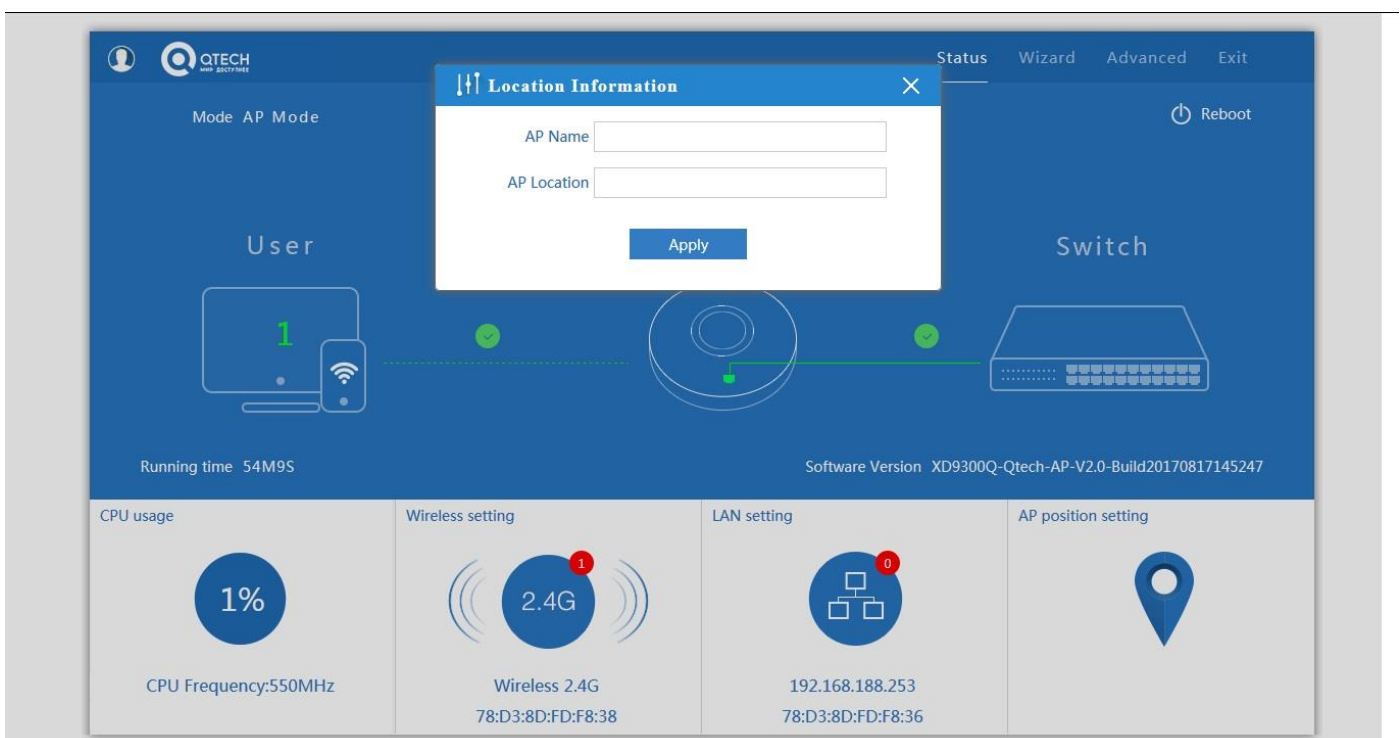 QTECH
МИР ДОСТУПНЕЕ
Status Wizard Advanced Exit
Location Information
Mode AP Mode
Reboot
AP Name
AP Location
Apply
User
Switch
1
Running time 54M9S
Software Version XD9300Q-Qtech-AP-V2.0-Build20170817145247
CPU usage
Wireless setting
LAN setting
AP position setting
1%
2.4G
1
0
CPU Frequency:550MHz
Wireless 2.4G
78:D3:8D:FD:F8:38
192.168.188.253
78:D3:8D:FD:F8:36